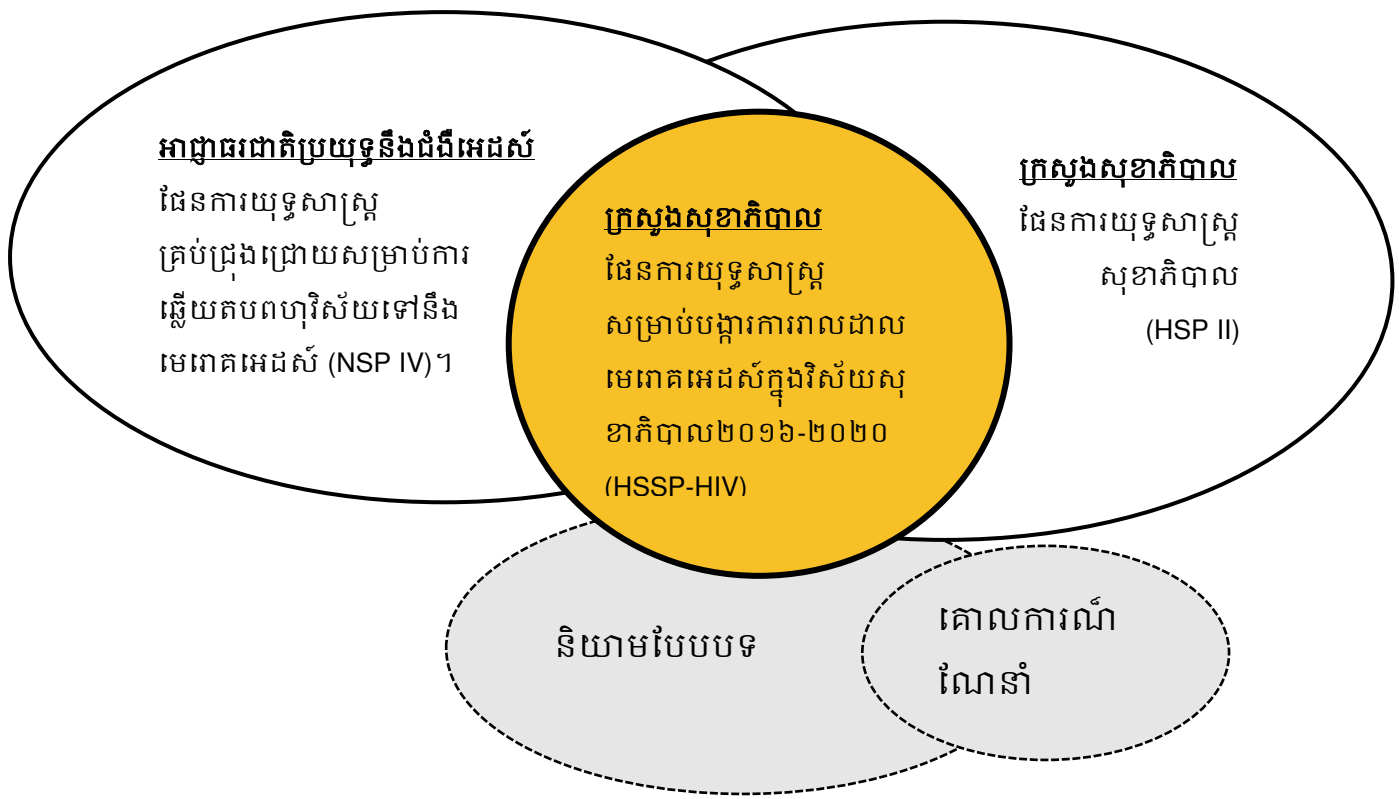 អាជ្ញាធរជាតិប្រយុទ្ធនឹងជំងឺអេដស៍
ផែនការយុទ្ធសាស្ត្រ
គ្រប់ជ្រុងជ្រោយសម្រាប់ការ
ឆ្លើយតបពហុវិស័យទៅនឹង
មេរោគអេដស៍ (NSP IV)។
ក្រសួងសុខាភិបាល
ផែនការយុទ្ធសាស្ត្រ
សម្រាប់បង្ការការរាលដាល
មេរោគអេដស៍ក្នុងវិស័យសុ
ខាភិបាល២០១៦-២០២០
(HSSP-HIV)
ក្រសួងសុខាភិបាល
ផែនការយុទ្ធសាស្ត្រ
សុខាភិបាល
(HSP II)
និយាមបែបបទ
គោលការណ៍
ណែនាំ